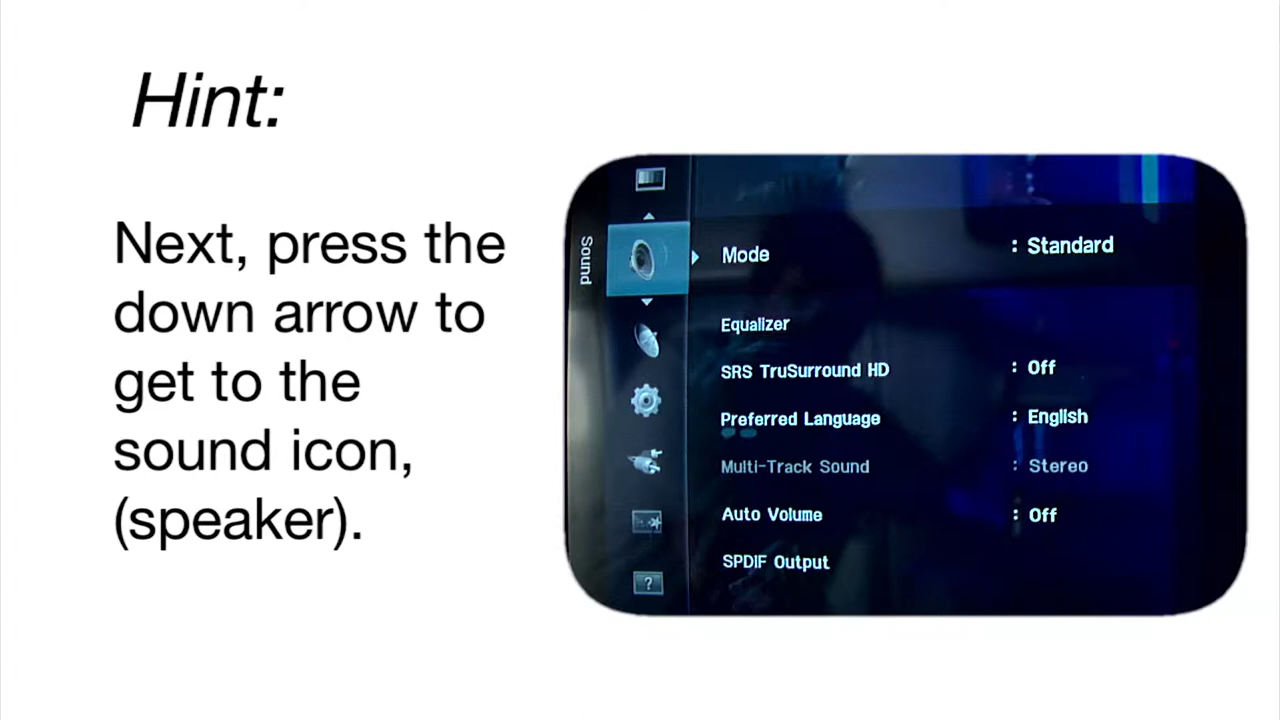 Hint:
Next, press the
down arrow to
get to the
sound icon,
(speaker).
Sound
Mode : Standard
Equalizer
SRS TruSurround HD : Off
Preferred Language : English
Multi-Track Sound : Stereo
Auto Volume : Off
SPDIF Output
?